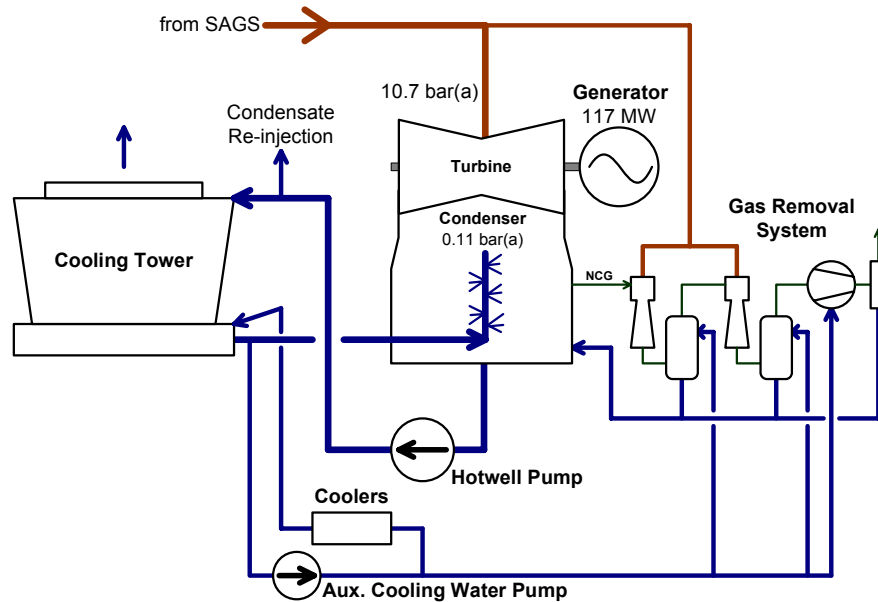 from SAGS
10.7 bar(a)
Generator
117 MW
Condensate
Re-injection
Turbine
Gas Removal
System
Condenser
0.11 bar(a)
Cooling Tower
NCG
Hotwell Pump
Coolers
Aux. Cooling Water Pump